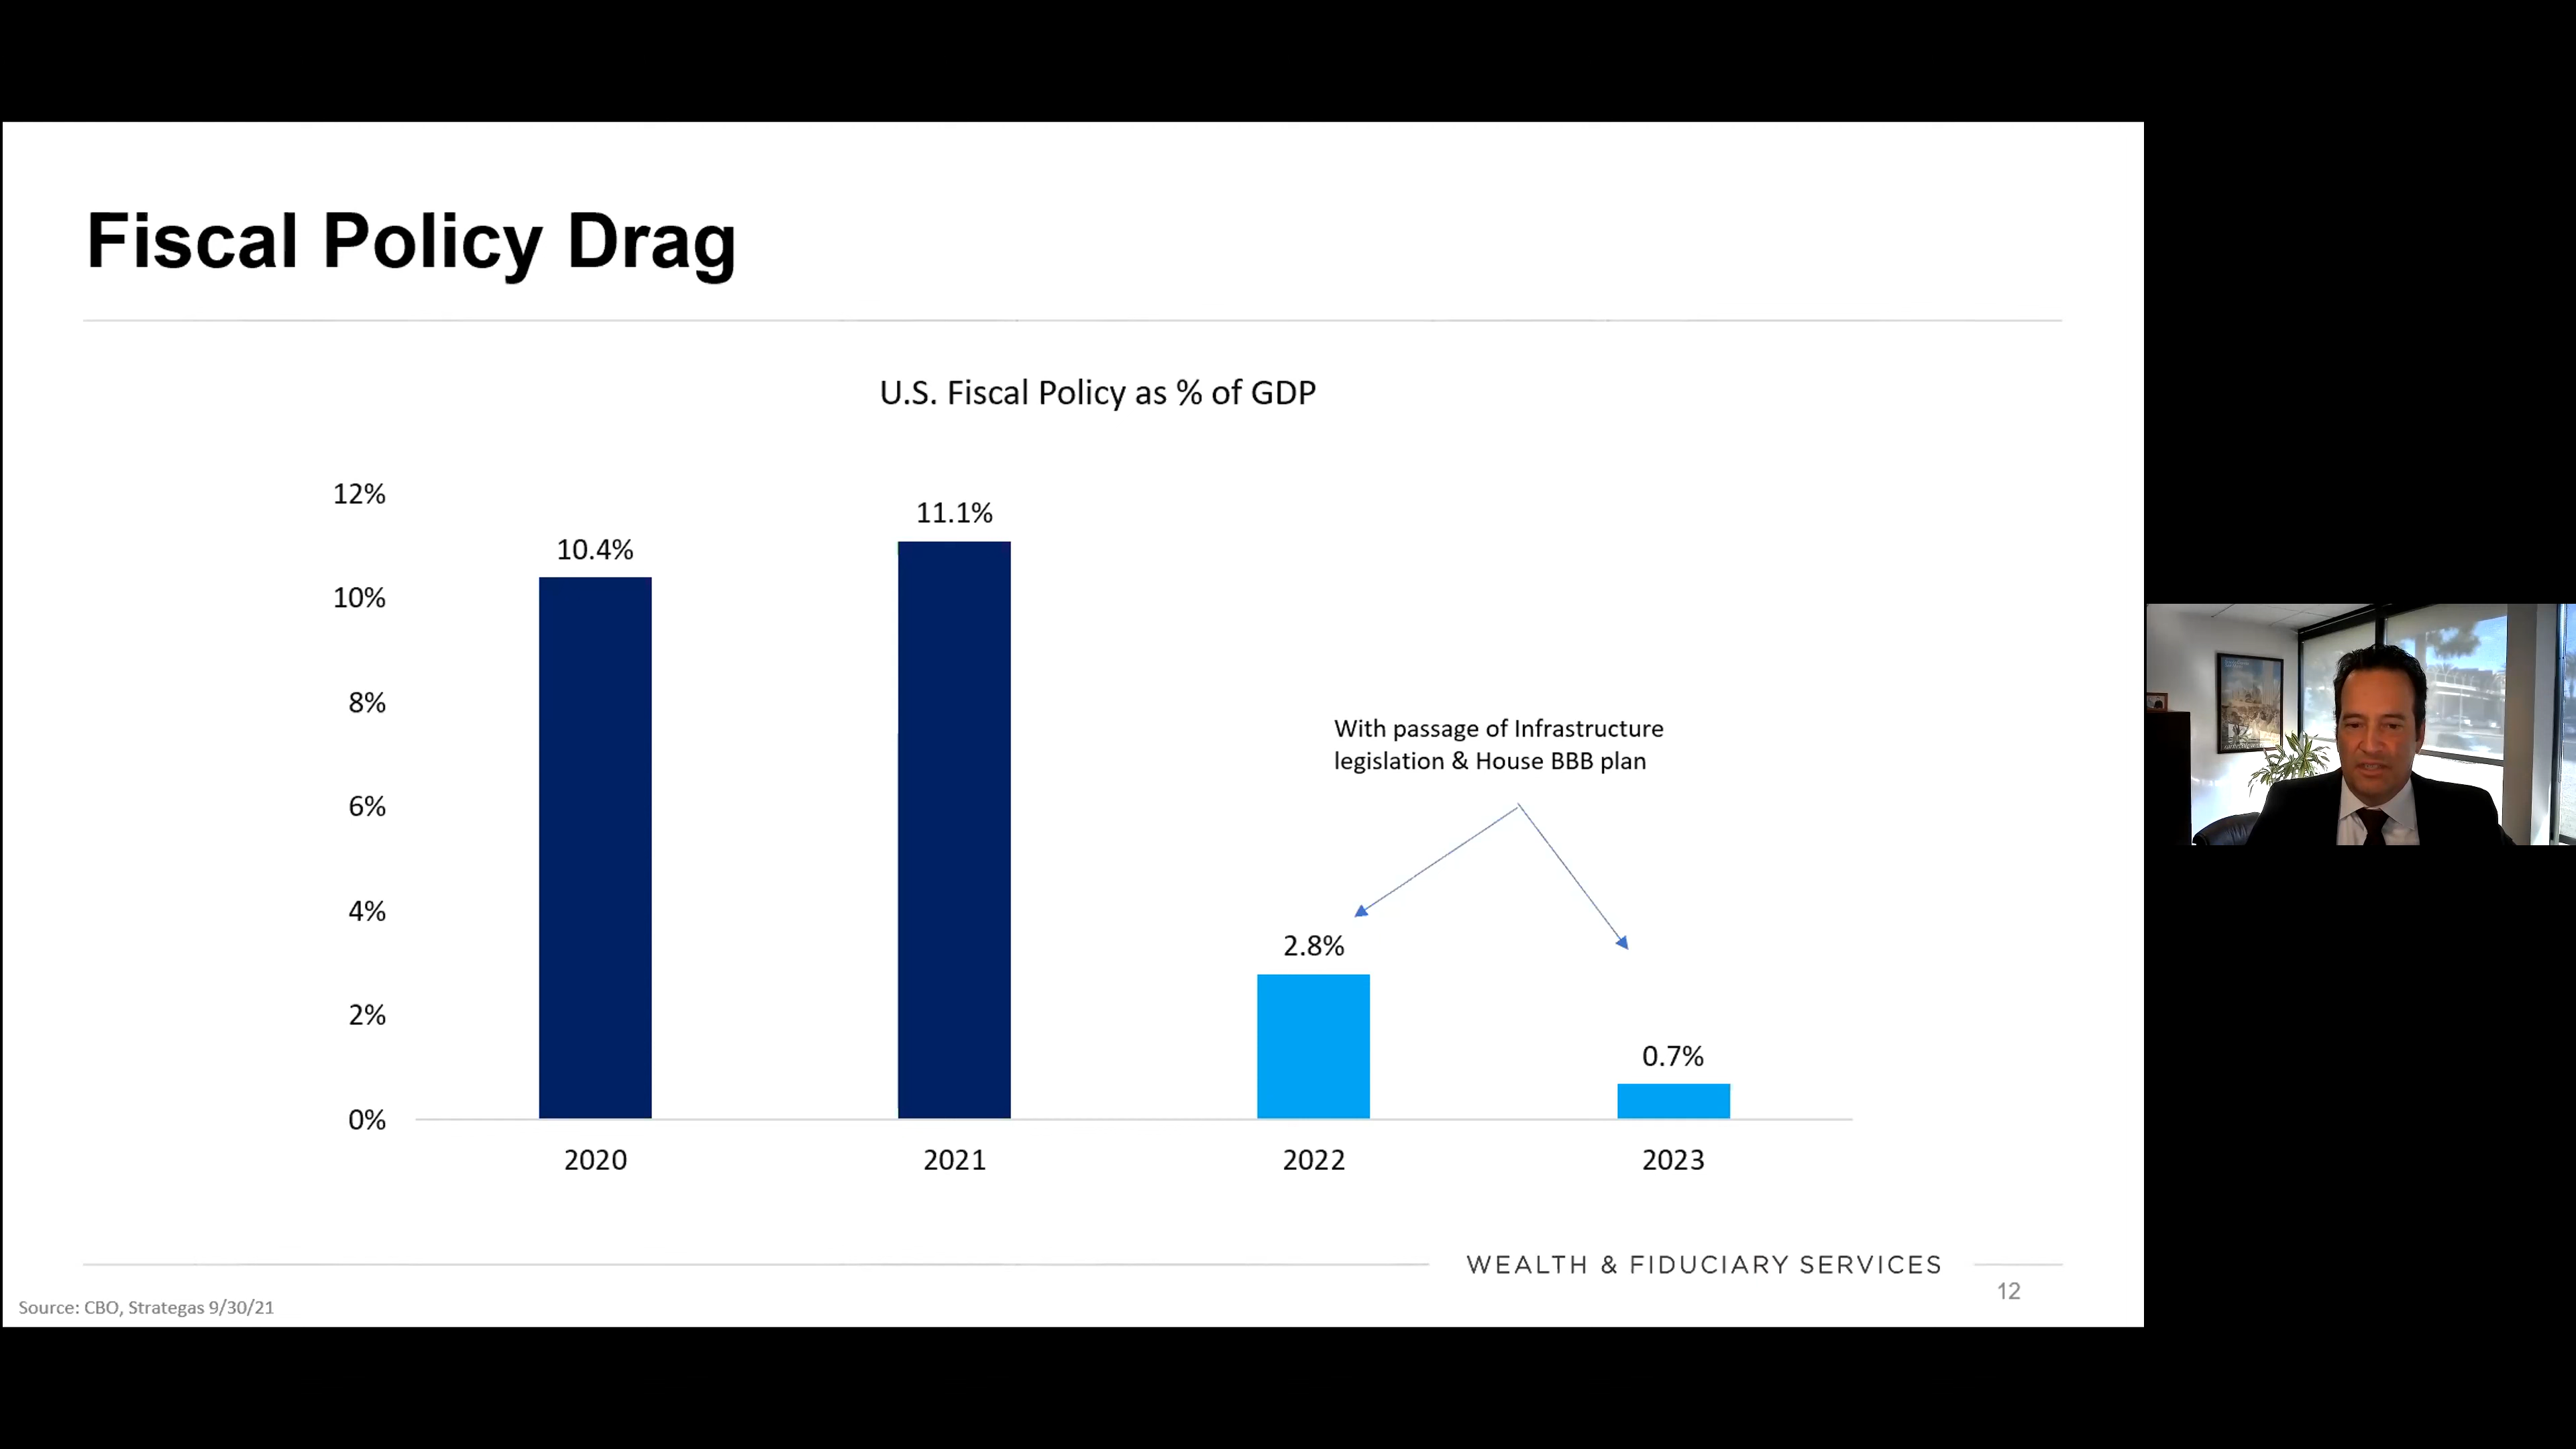 Fiscal Policy Drag
U.S. Fiscal Policy as % of GDP
12%
10%
8%
6%
4%
2%
0%
10.4%
11.1%
2.8%
0.7%
With passage of Infrastructure
legislation & House BBB plan
2020
2021
2022
2023
WEALTH & FIDUCIARY SERVICES
12
Source: CBO, Strategas 9/30/21